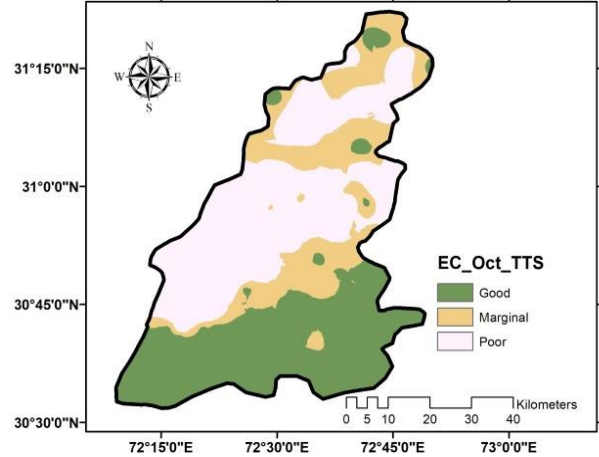 N
W E
S
31°15'0"N
31°0'0"N
30°45'0"N
30°30'0"N
EC_Oct_TTS
Good
Marginal
Poor
Kilometers
0 5 10 20 30 40
72°15'0"E 72°30'0"E 72°45'0"E 73°0'0"E